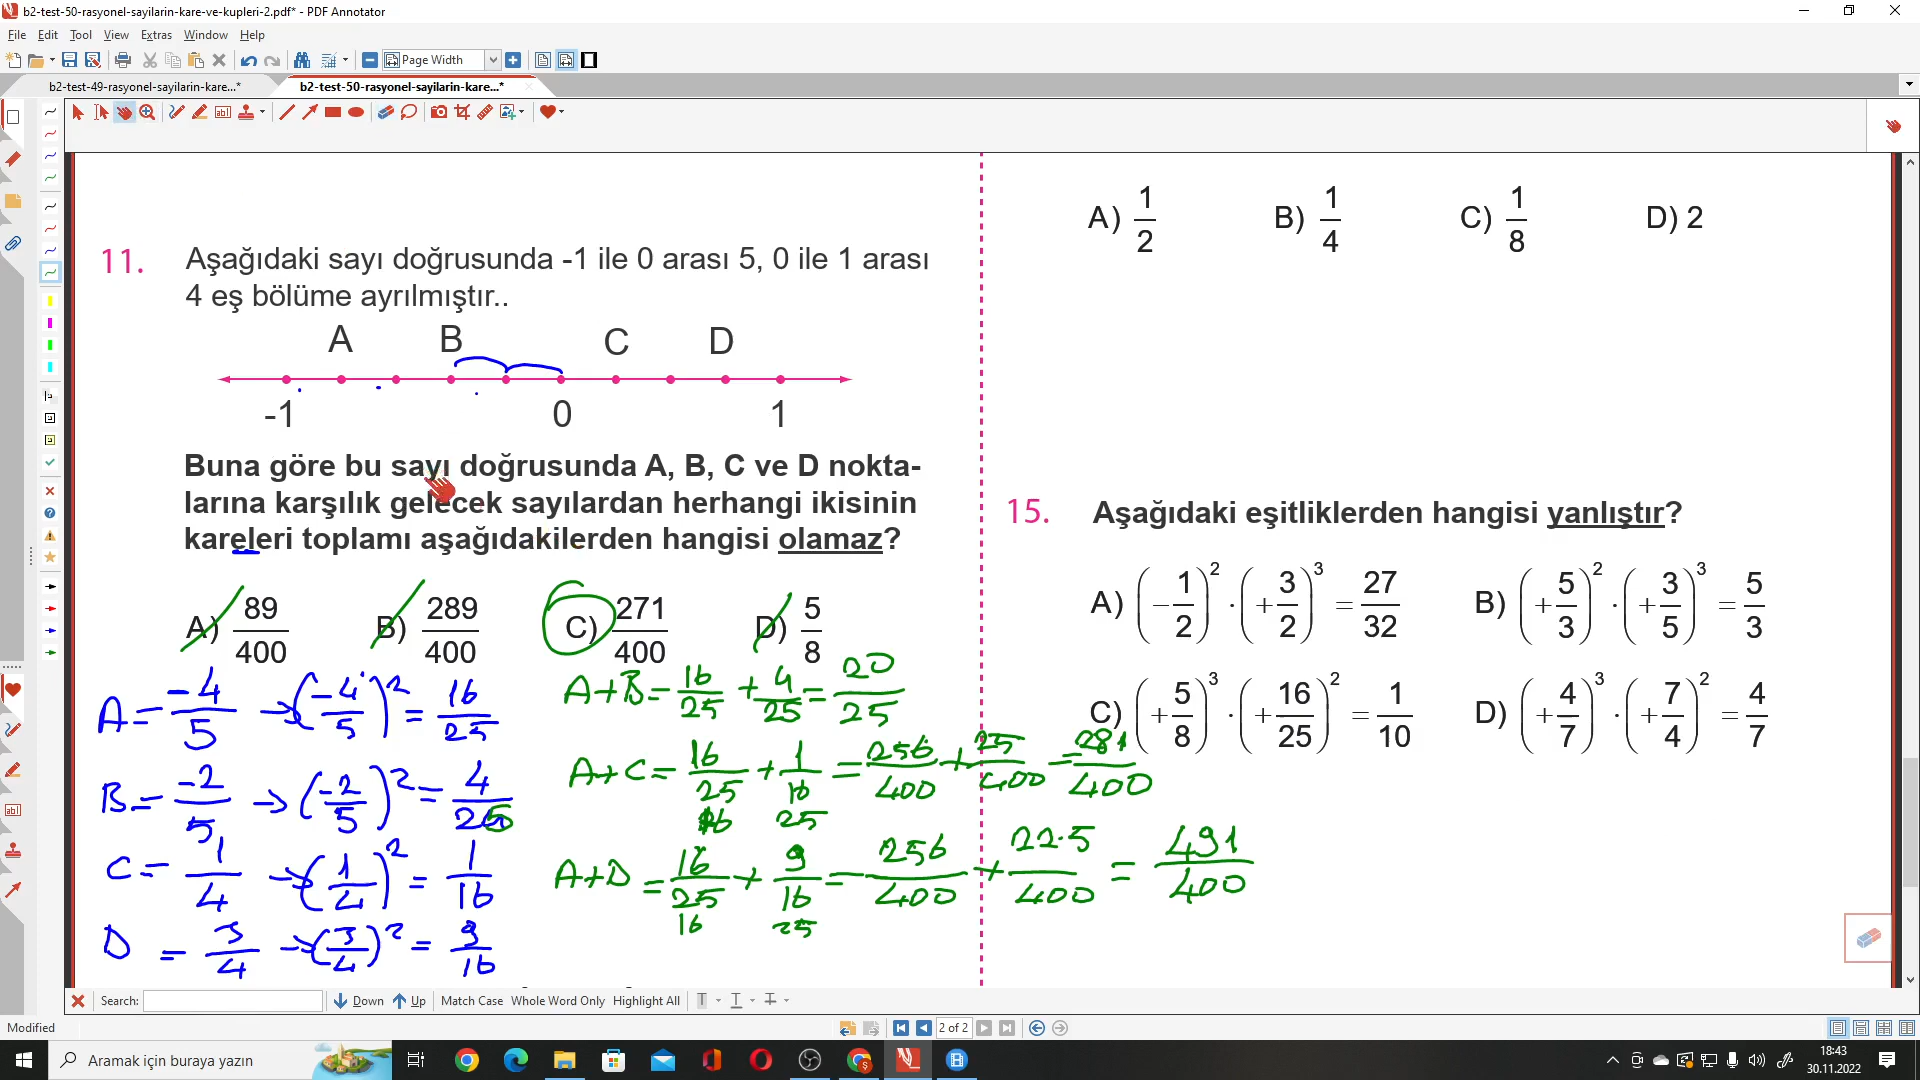 b2-test-50-rasyonel-sayilarin-kare-ve-kupleri-2.pdf* - PDF Annotator
File Edit Tool View Extras Window Help
Page Width
b2-test-49-rasyonel-sayilarin-kare...*
b2-test-50-rasyonel-sayilarin-kare...*
11. Aşağıdaki sayı doğrusunda -1 ile 0 arası 5, 0 ile 1 arası
4 eş bölüme ayrılmıştır..
A B C D
-1 0 1
Buna göre bu sayı doğrusunda A, B, C ve D nokta-
larına karşılık gelecek sayılardan herhangi ikisinin
kareleri toplamı aşağıdakilerden hangisi olamaz?
A) 89/400 B) 289/400 C) 271/400 D) 5/8
A = -4/5 → (-4/5)² = 16/25
B = -2/5 → (-2/5)² = 4/25
C = 1/4 → (1/4)² = 1/16
D = 3/4 → (3/4)² = 9/16
A+B = 16/25 + 4/25 = 20/25
A+C = 16/25 + 1/16 = 256/400 + 25/400 = 281/400
16 25
A+D = 16/25 + 9/16 = 256/400 + 22.5/400 = 491/400
16 25
A) 1/2 B) 1/4 C) 1/8 D) 2
15. Aşağıdaki eşitliklerden hangisi yanlıştır?
A) (-1/2)² · (+3/2)³ = 27/32 B) (+5/3)² · (+3/5)³ = 5/3
C) (+5/8)³ · (+16/25)² = 1/10 D) (+4/7)³ · (+7/4)² = 4/7
Search: Down Up Match Case Whole Word Only Highlight All
Modified
2 of 2
Aramak için buraya yazın
18:43
30.11.2022